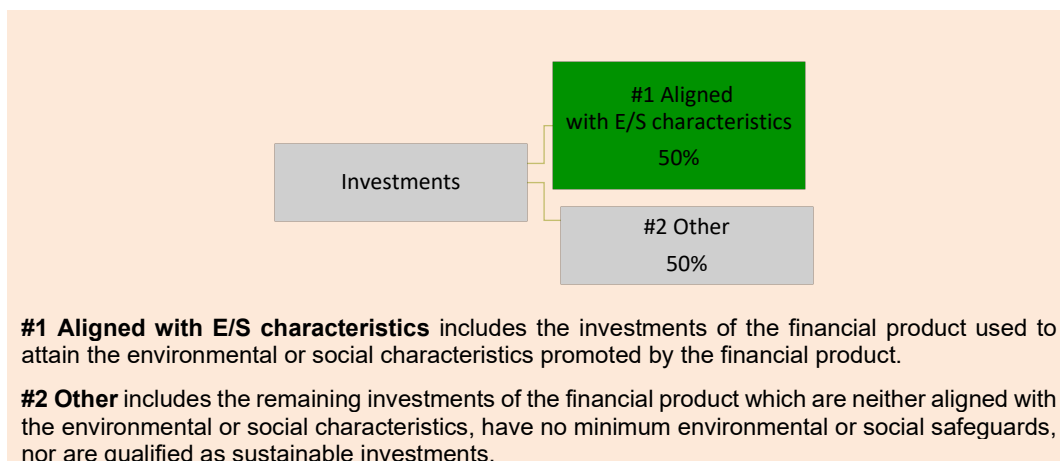 #1 Aligned
with E/S characteristics
50%
Investments
#2 Other
50%
#1 Aligned with E/S characteristics includes the investments of the financial product used to
attain the environmental or social characteristics promoted by the financial product.
#2 Other includes the remaining investments of the financial product which are neither aligned with
the environmental or social characteristics, have no minimum environmental or social safeguards,
nor are qualified as sustainable investments.